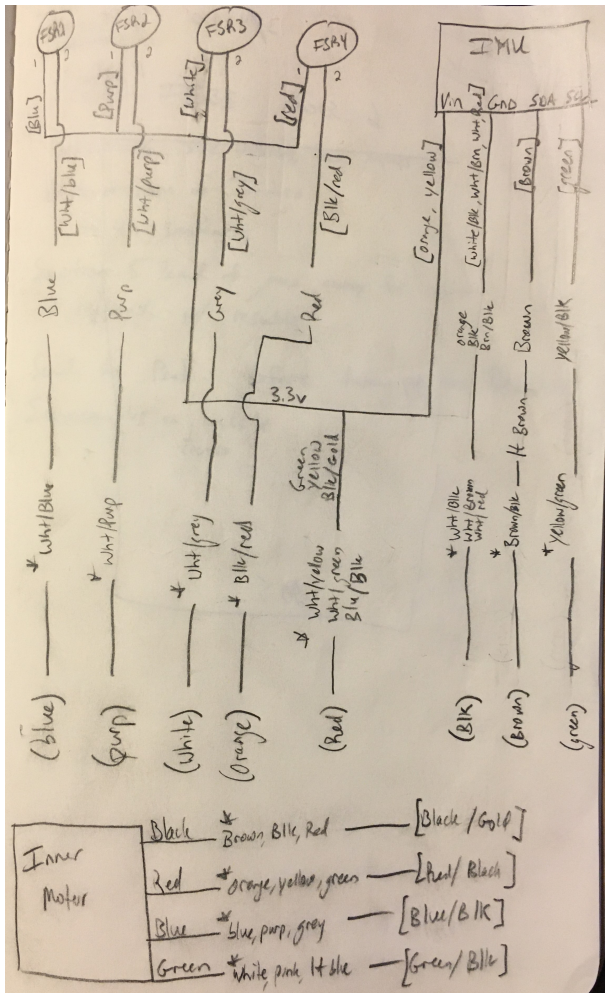 FSR1
FSR2
FSR3
FSR4
IMU
1
2
1
2
1
2
1
2
Vin
GND
SDA
SCL
[Blu]
[Purp]
[White]
[red]
[Wht/blue]
[Wht/purp]
[Wht/grey]
[Blk/red]
[orange, yellow]
[White/Blk, Wht/Brn, Wht/Red]
[Brown]
[green]
Blue
Purp
Grey
Red
orange
Blk
Brn/Blk
Brown
yellow/BlK
3.3v
Green
yellow
Blk/Gold
lt Brown
* Wht/Blue
* Wht/Purp
* Wht/grey
* Blk/red
* Wht/yellow
Wht/green
Blu/Blk
* Wht/Blk
Wht/Brown
Wht/red
* Brown/blk
* Yellow/green
(blue)
(purp)
(White)
(Orange)
(Red)
(BlK)
(Brown)
(green)
Inner
Motor
Black * Brown, Blk, Red [Black/Gold]
Red * orange, yellow, green [Red/Black]
Blue * blue, purp, grey [Blue/BlK]
Green * white, pink, lt blue [Green/Blk]